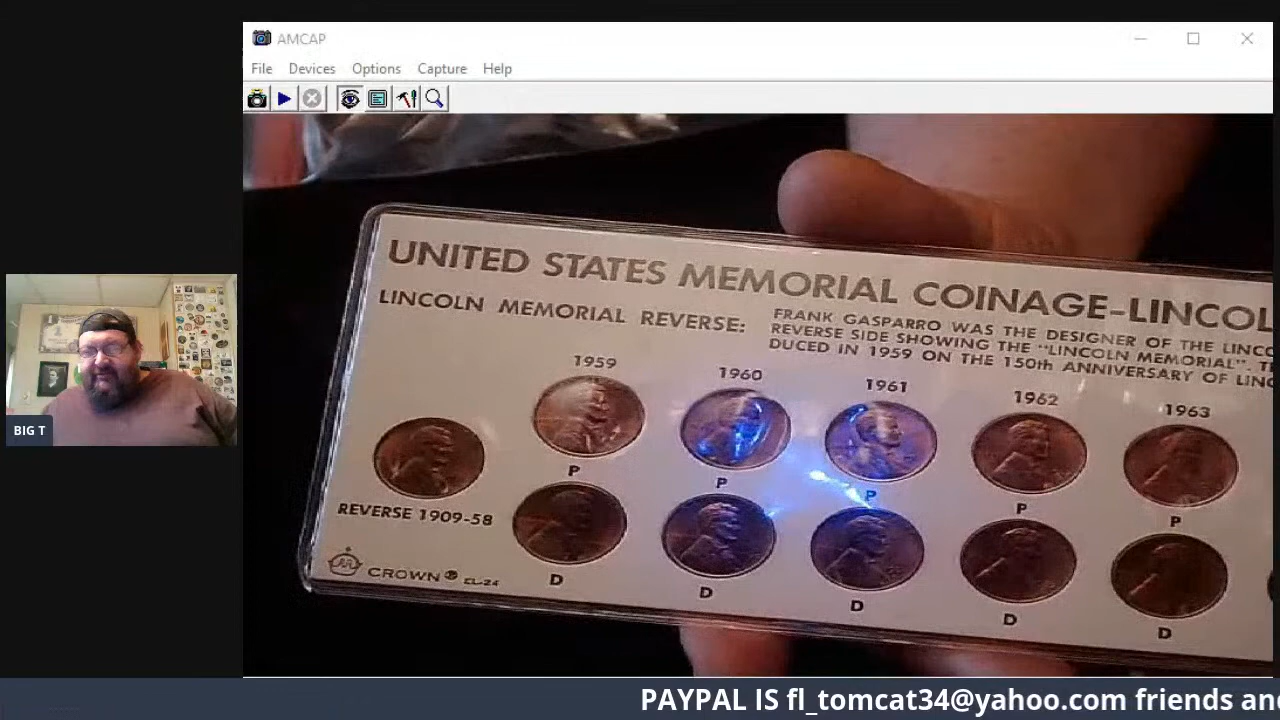 AMCAP
File Devices Options Capture Help
UNITED STATES MEMORIAL COINAGE-LINCOL
LINCOLN MEMORIAL REVERSE:
FRANK GASPARRO WAS THE DESIGNER OF THE LINCO
REVERSE SIDE SHOWING THE "LINCOLN MEMORIAL". T
DUCED IN 1959 ON THE 150th ANNIVERSARY OF LINC
1959 1960 1961 1962 1963
P P P P P
REVERSE 1909-58
CROWN® CL-24
D D D D D
BIG T
PAYPAL IS fl_tomcat34@yahoo.com friends an